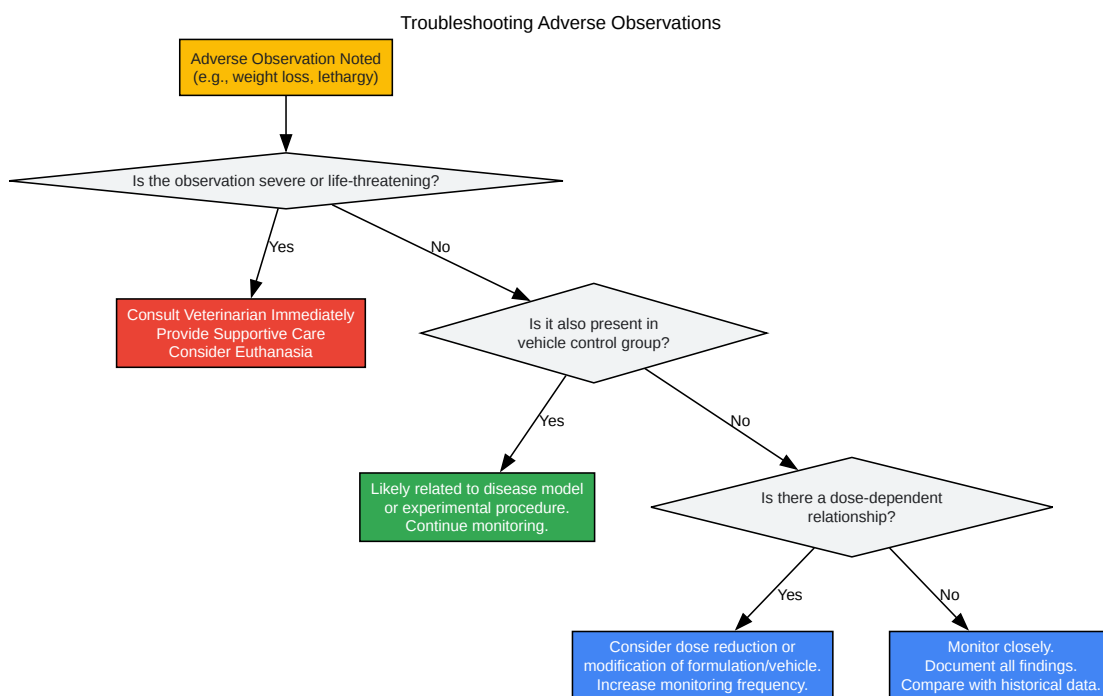 Troubleshooting Adverse Observations
Adverse Observation Noted
(e.g., weight loss, lethargy)
Is the observation severe or life-threatening?
Yes
No
Consult Veterinarian Immediately
Provide Supportive Care
Consider Euthanasia
Is it also present in
vehicle control group?
Yes
No
Likely related to disease model
or experimental procedure.
Continue monitoring.
Is there a dose-dependent
relationship?
Yes
No
Consider dose reduction or
modification of formulation/vehicle.
Increase monitoring frequency.
Monitor closely.
Document all findings.
Compare with historical data.